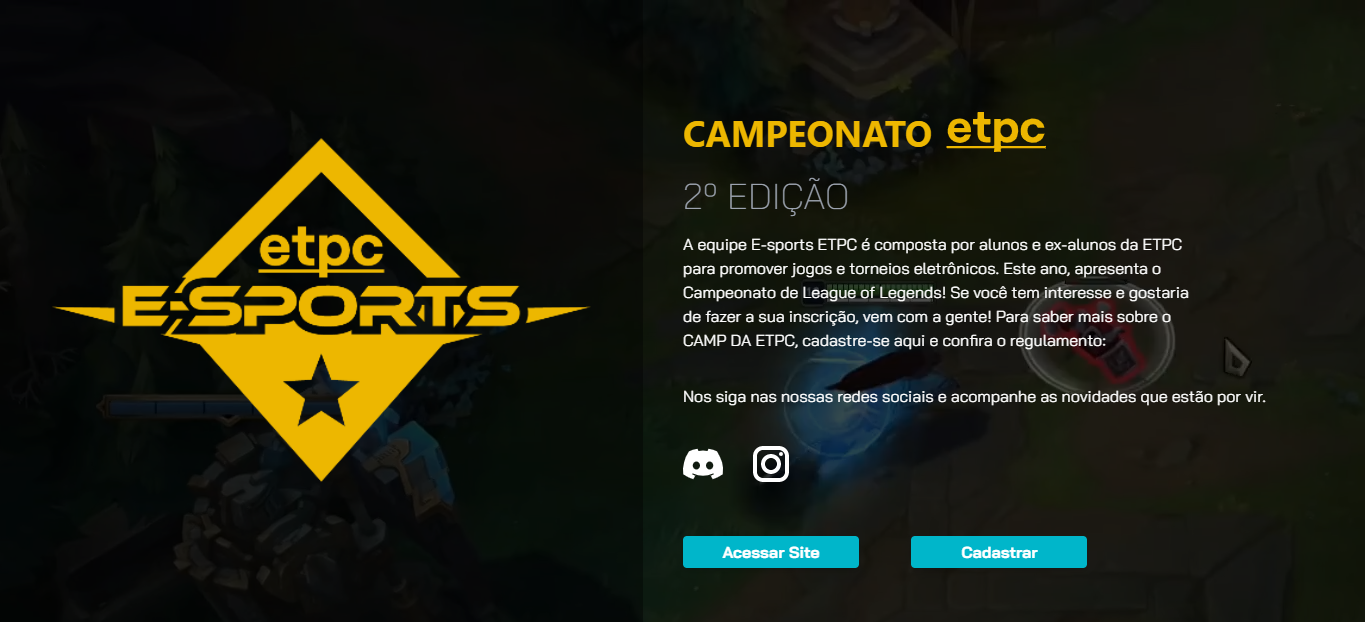 etpc
E-SPORTS
CAMPEONATO etpc
2º EDIÇÃO
A equipe E-sports ETPC é composta por alunos e ex-alunos da ETPC
para promover jogos e torneios eletrônicos. Este ano, apresenta o
Campeonato de League of Legends! Se você tem interesse e gostaria
de fazer a sua inscrição, vem com a gente! Para saber mais sobre o
CAMP DA ETPC, cadastre-se aqui e confira o regulamento:
Nos siga nas nossas redes sociais e acompanhe as novidades que estão por vir.
Acessar Site
Cadastrar